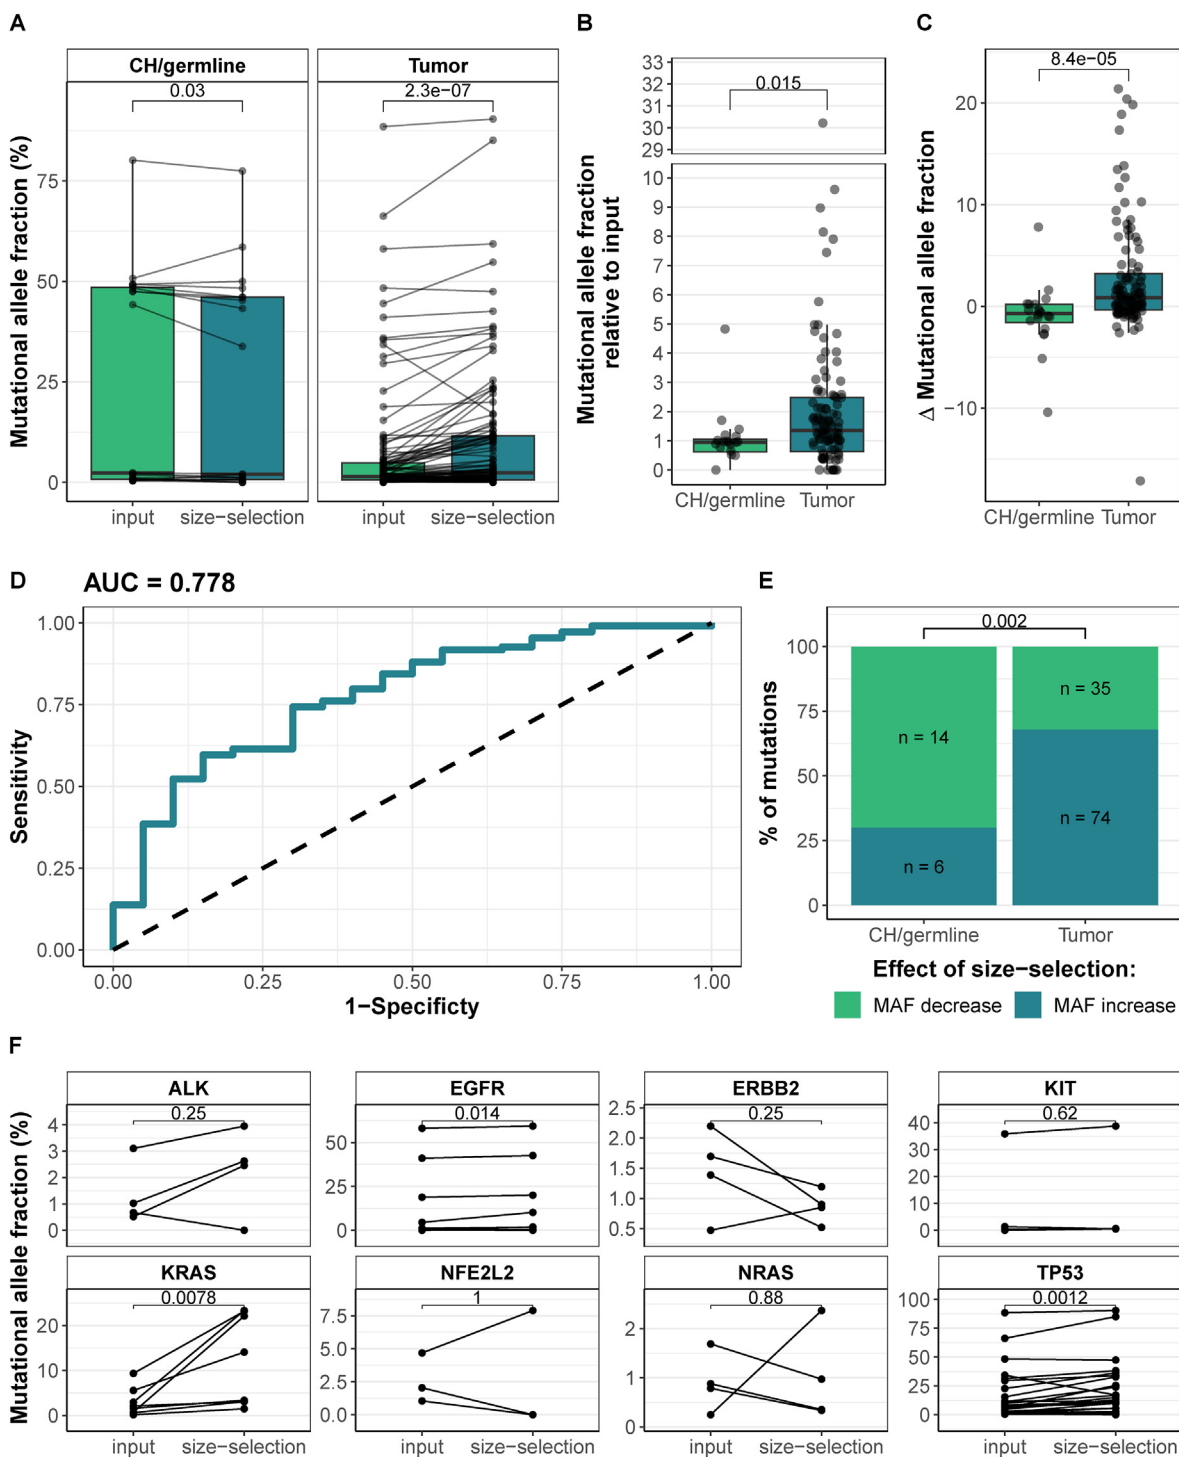 A
CH/germline
Tumor
0.03
2.3e−07
Mutational allele fraction (%)
75
50
25
0
input
size−selection
input
size−selection
B
Mutational allele fraction
relative to input
33
32
31
30
29
10
9
8
7
6
5
4
3
2
1
0
0.015
CH/germline
Tumor
C
Δ Mutational allele fraction
8.4e−05
20
10
0
−10
CH/germline
Tumor
D
AUC = 0.778
Sensitivity
1.00
0.75
0.50
0.25
0.00
0.00
0.25
0.50
0.75
1.00
1−Specificty
E
% of mutations
0.002
100
75
50
25
0
n = 14
n = 6
n = 35
n = 74
CH/germline
Tumor
Effect of size−selection:
MAF decrease
MAF increase
F
Mutational allele fraction (%)
ALK
0.25
4
3
2
1
0
EGFR
0.014
50
25
0
ERBB2
0.25
2.5
2.0
1.5
1.0
0.5
KIT
0.62
40
30
20
10
0
KRAS
0.0078
20
10
0
input
size−selection
NFE2L2
1
7.5
5.0
2.5
0.0
input
size−selection
NRAS
0.88
2
1
0
input
size−selection
TP53
0.0012
100
75
50
25
0
input
size−selection